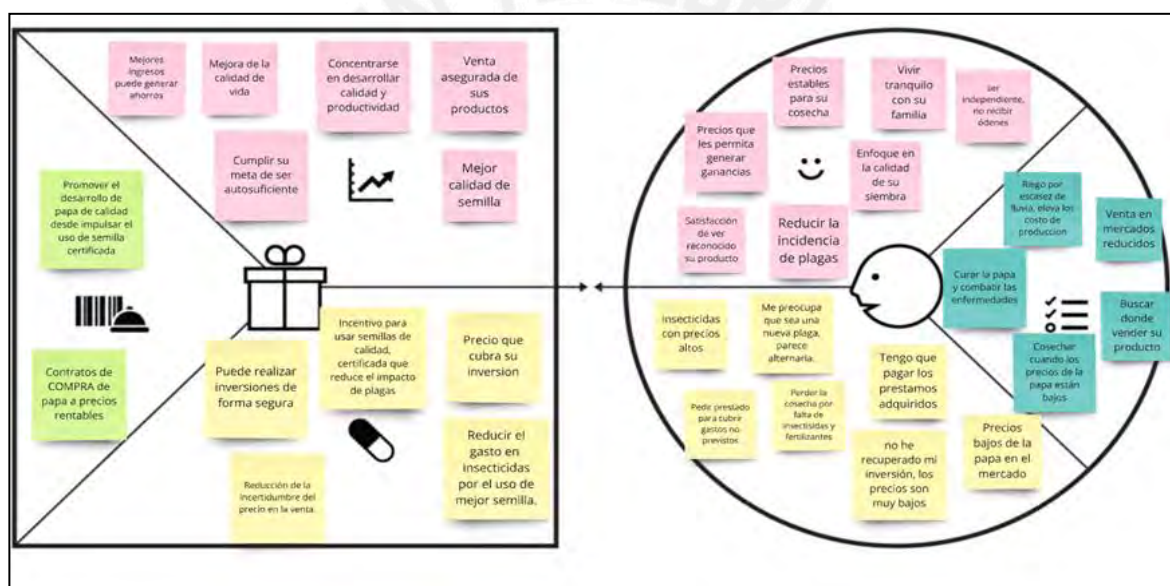 Mejores
ingresos
puede generar
ahorros
Mejora de la
calidad de
vida
Concentrarse
en desarrollar
calidad y
productividad
Venta
asegurada de
sus
productos
Cumplir su
meta de ser
autosuficiente
Mejor
calidad de
semilla
Promover el
desarrollo de
papa de calidad
desde impulsar el
uso de semilla
certificada
Contratos de
COMPRA de
papa a precios
rentables
Puede realizar
inversiones de
forma segura
Incentivo para
usar semillas de
calidad,
certificada que
reduce el impacto
de plagas
Precio que
cubra su
inversion
Reducción de la
incertidumbre del
precio en la venta.
Reducir el
gasto en
insecticidas
por el uso de
mejor semilla.
Precios
estables
para su
cosecha
Vivir
tranquilo
con su
familia
ser
independiente,
no recibir
ódenes
Precios que
les permita
generar
ganancias
Enfoque en
la calidad
de su
siembra
Satisfacción
de ver
reconocido
su producto
Reducir la
incidencia
de plagas
Riego por
escasez de
lluvia, eleva los
costo de
produccion
Venta en
mercados
reducidos
Curar la papa
y combatir las
enfermedades
Buscar
donde
vender su
producto
Cosechar
cuando los
precios de la
papa están
bajos
Insecticidas
con precios
altos
Me preocupa
que sea una
nueva plaga,
parece
alternaria.
Tengo que
pagar los
prestamos
adquiridos
Pedir prestado
para cubrir
gastos no
previstos
Perder la
cosecha por
falta de
insectisidas y
fertilizantes
no he
recuperado mi
inversión, los
precios son
muy bajos
Precios
bajos de la
papa en el
mercado